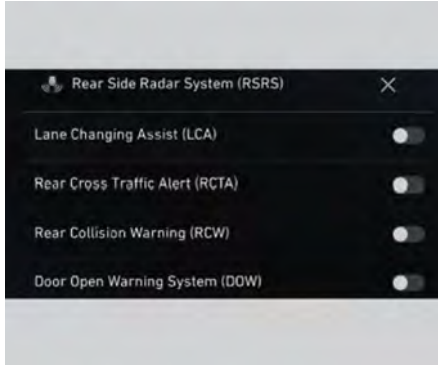 Rear Side Radar System (RSRS)
Lane Changing Assist (LCA)
Rear Cross Traffic Alert (RCTA)
Rear Collision Warning (RCW)
Door Open Warning System (DOW)